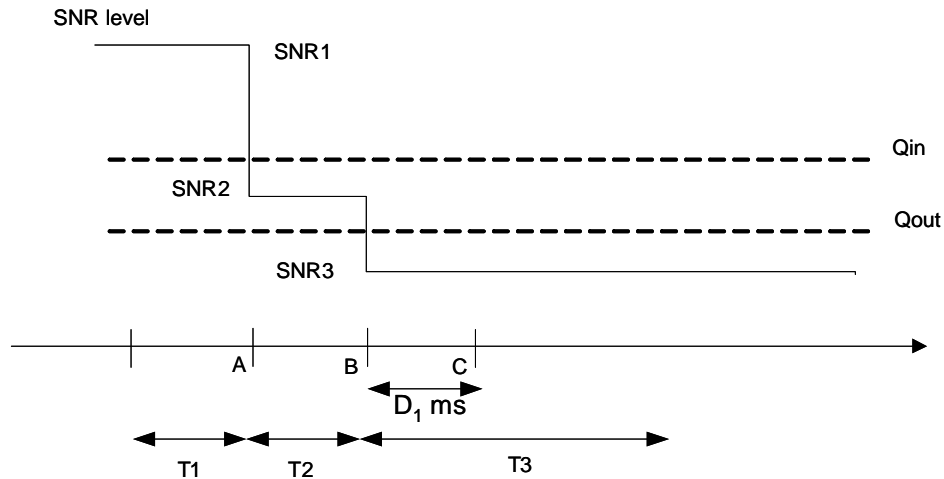 SNR level
SNR1
Qin
SNR2
Qout
SNR3
A
B
C
D1 ms
T1
T2
T3